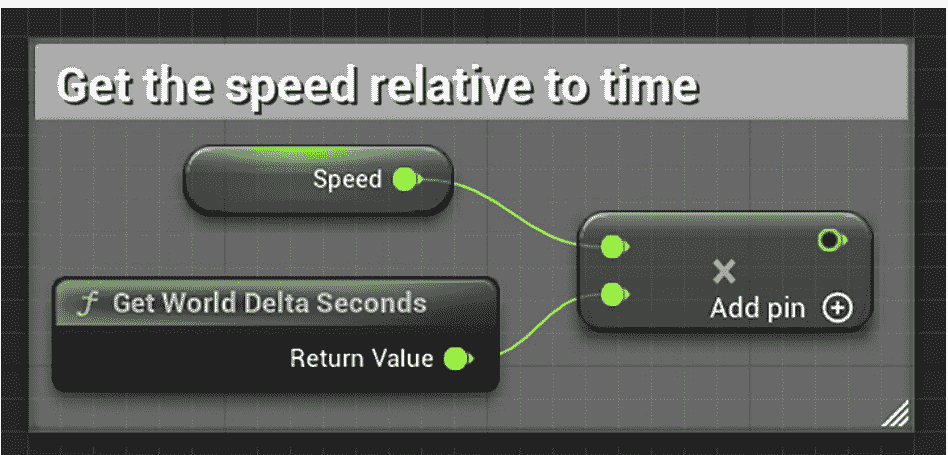 Get the speed relative to time
Speed
f Get World Delta Seconds
Return Value
×
Add pin